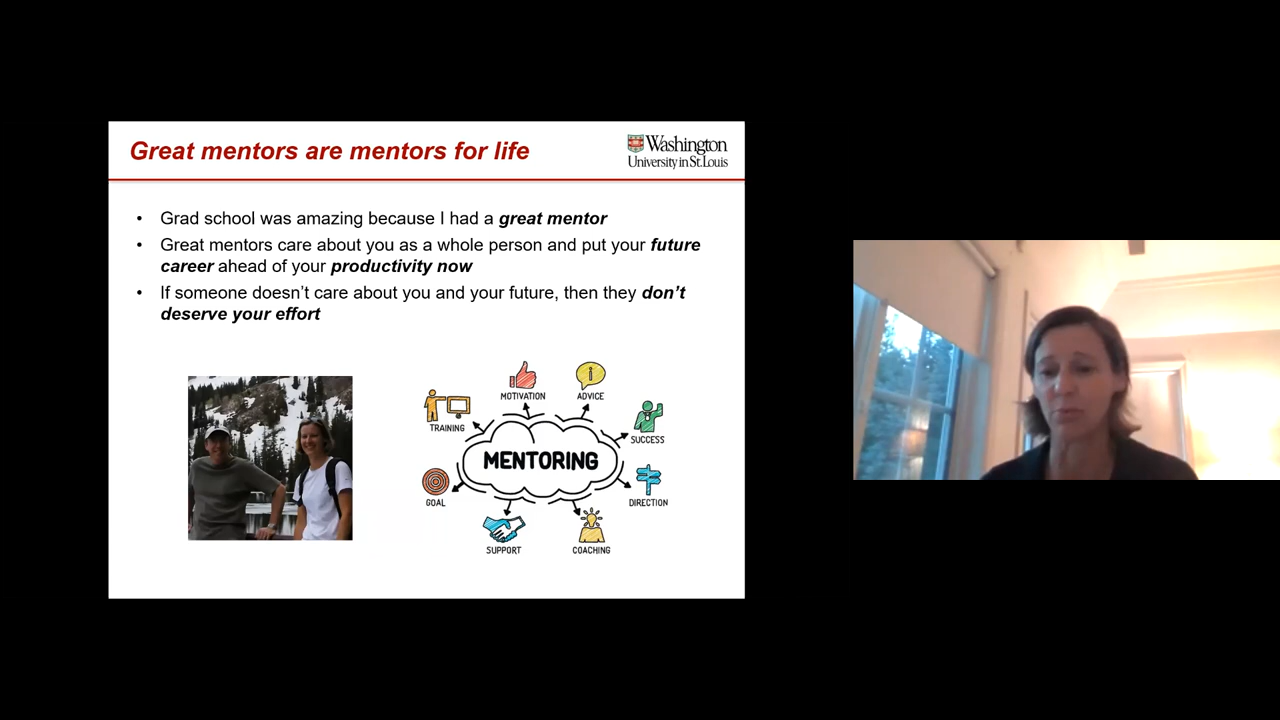 Great mentors are mentors for life
Washington
University in St. Louis
• Grad school was amazing because I had a great mentor
• Great mentors care about you as a whole person and put your future
career ahead of your productivity now
• If someone doesn’t care about you and your future, then they don’t
deserve your effort
MOTIVATION
ADVICE
TRAINING
SUCCESS
MENTORING
GOAL
DIRECTION
SUPPORT
COACHING